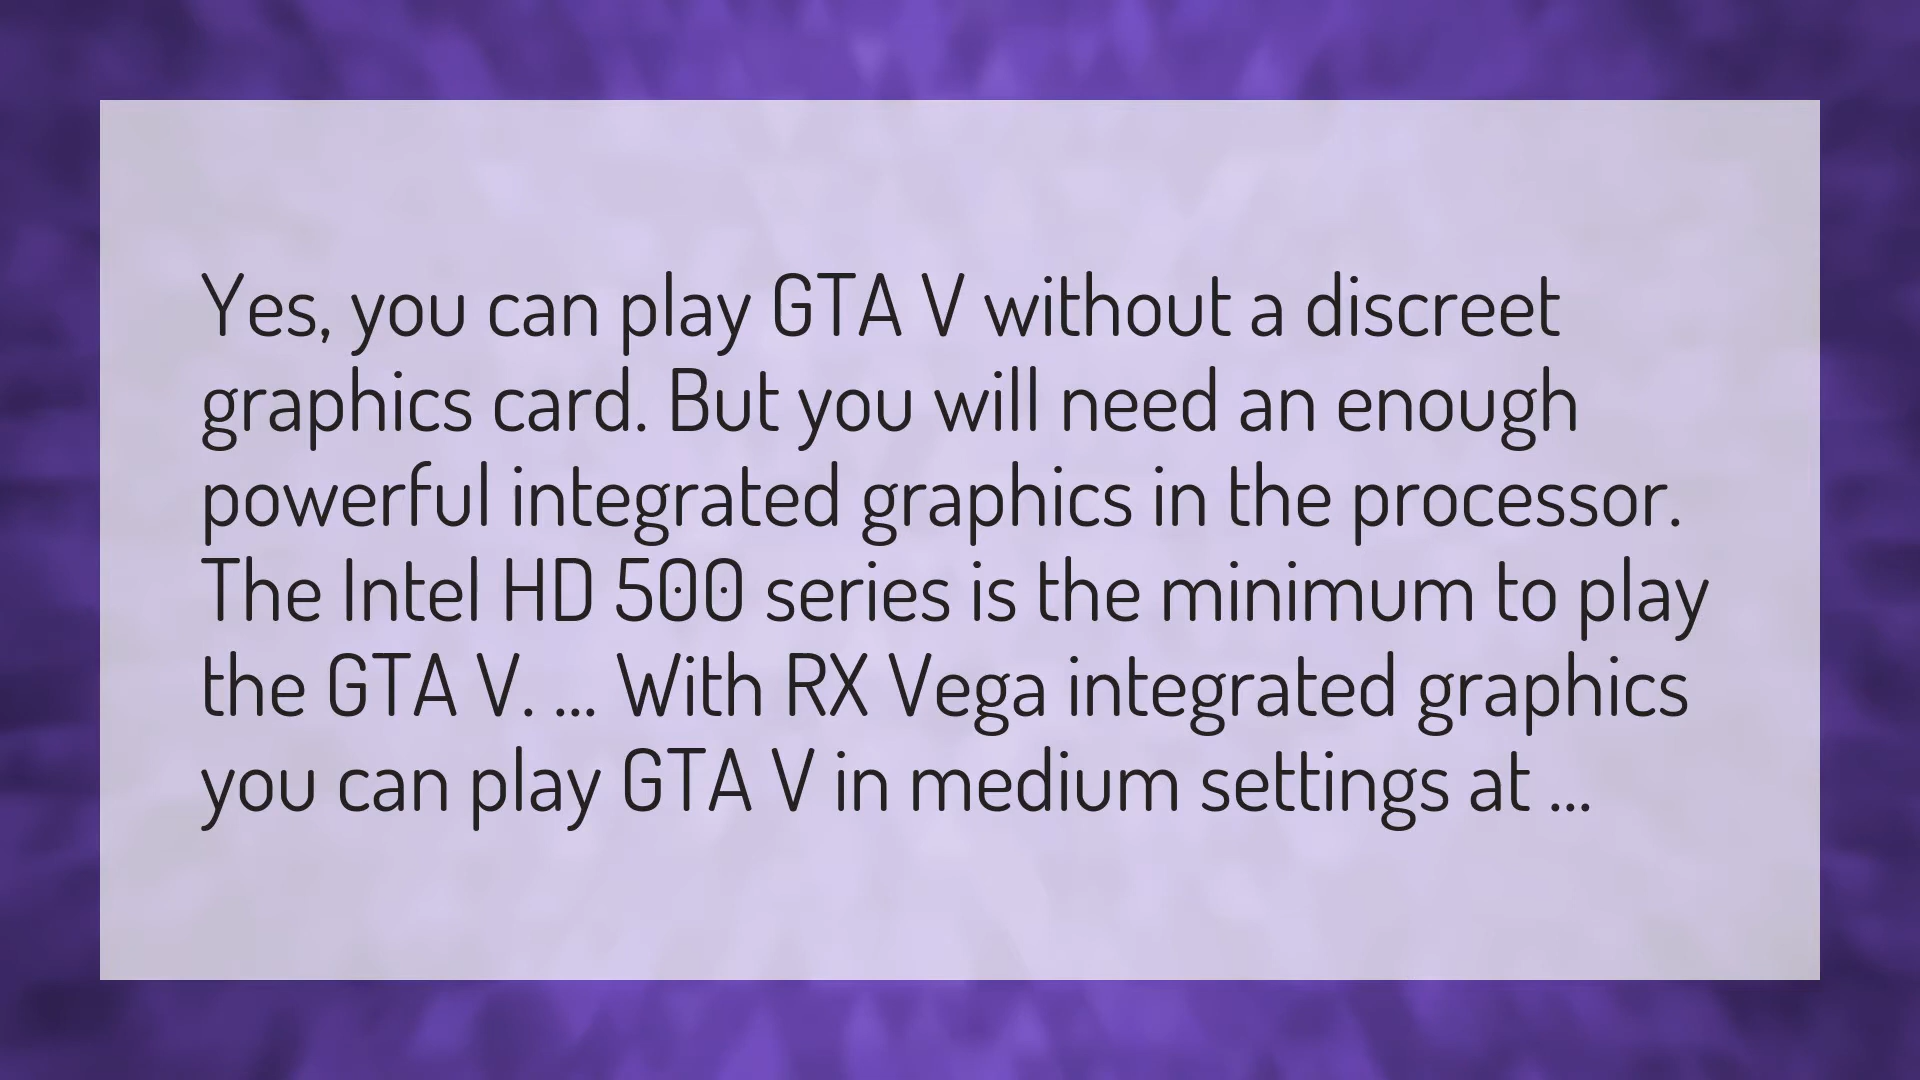 Yes, you can play GTA V without a discreet
graphics card. But you will need an enough
powerful integrated graphics in the processor.
The Intel HD 500 series is the minimum to play
the GTA V. ... With RX Vega integrated graphics
you can play GTA V in medium settings at ...